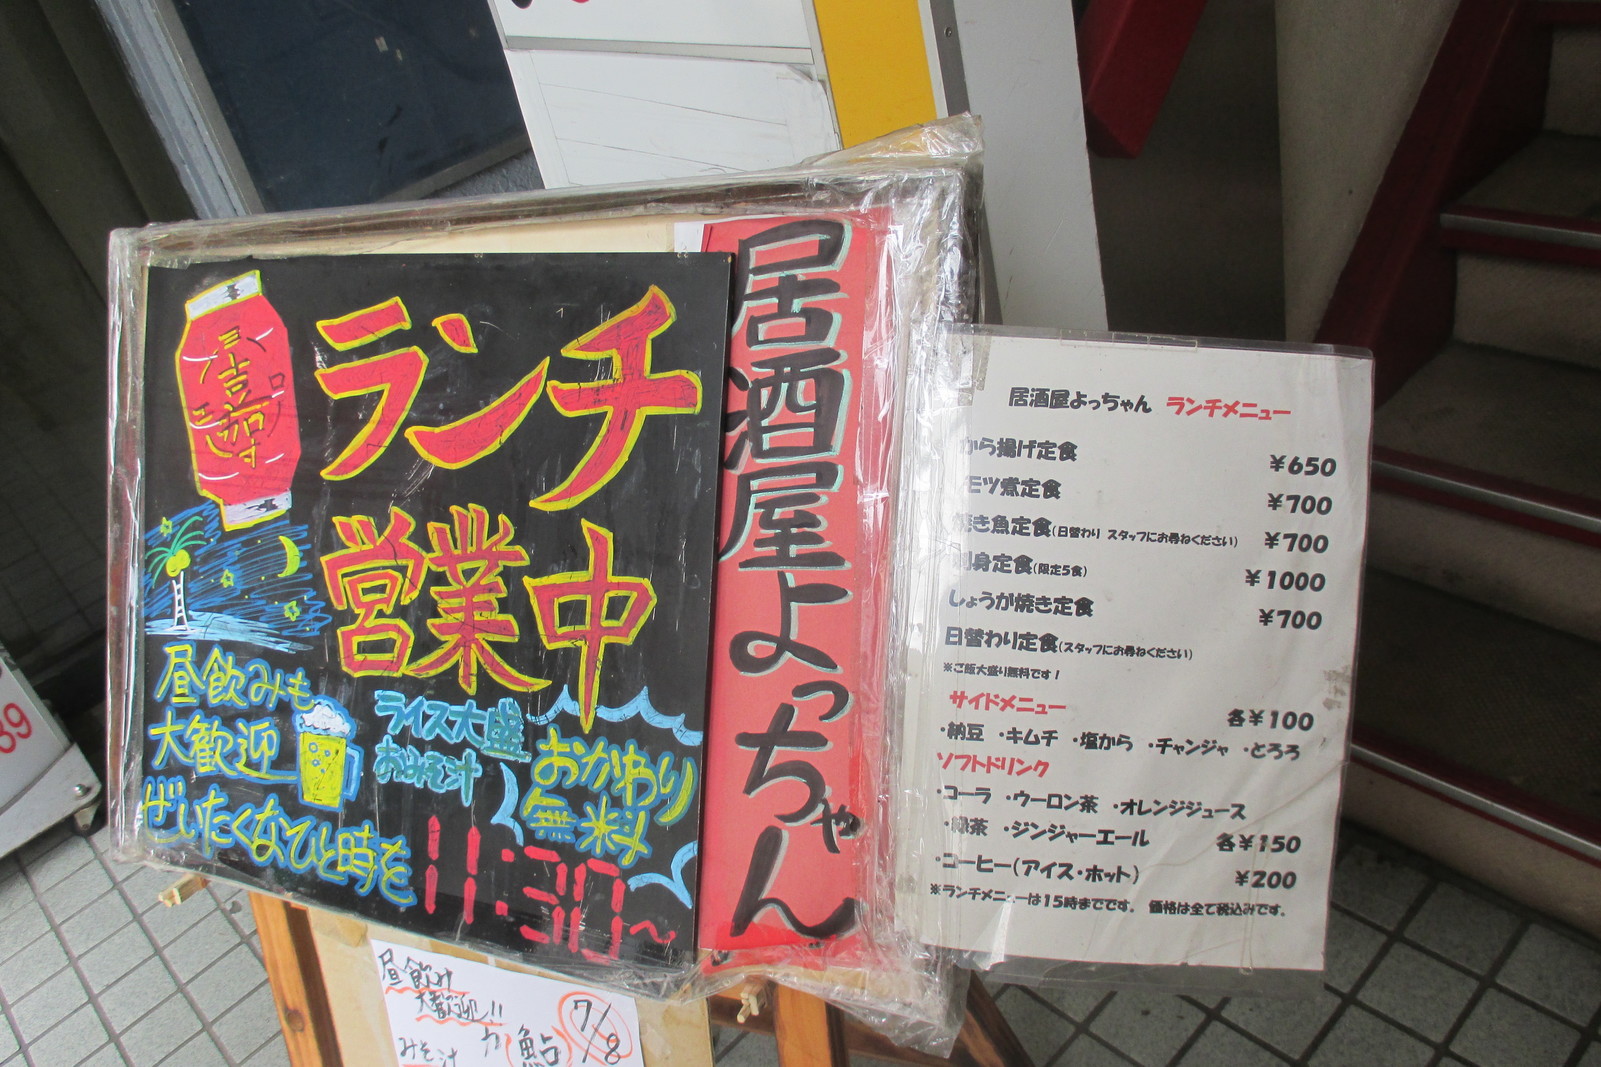 ランチ
営業中
昼飲みも
大歓迎
ぜいたくなひと時を
ライス大盛
おみそ汁
おかわり
無料
11:30～
居酒屋よっちゃん
居酒屋よっちゃん ランチメニュー
から揚げ定食 ¥650
モツ煮定食 ¥700
焼き魚定食(日替わり スタッフにお尋ねください) ¥700
刺身定食(限定5食) ¥1000
しょうが焼き定食 ¥700
日替わり定食(スタッフにお尋ねください)
※ご飯大盛り無料です!
サイドメニュー 各¥100
・納豆 ・キムチ ・塩から ・チャンジャ ・とろろ
ソフトドリンク
・コーラ ・ウーロン茶 ・オレンジジュース
・緑茶 ・ジンジャーエール 各¥150
・コーヒー(アイス・ホット) ¥200
※ランチメニューは15時までです。 価格は全て税込みです。
昼飲み
大歓迎!!
みそ汁
鮎
7/8
39